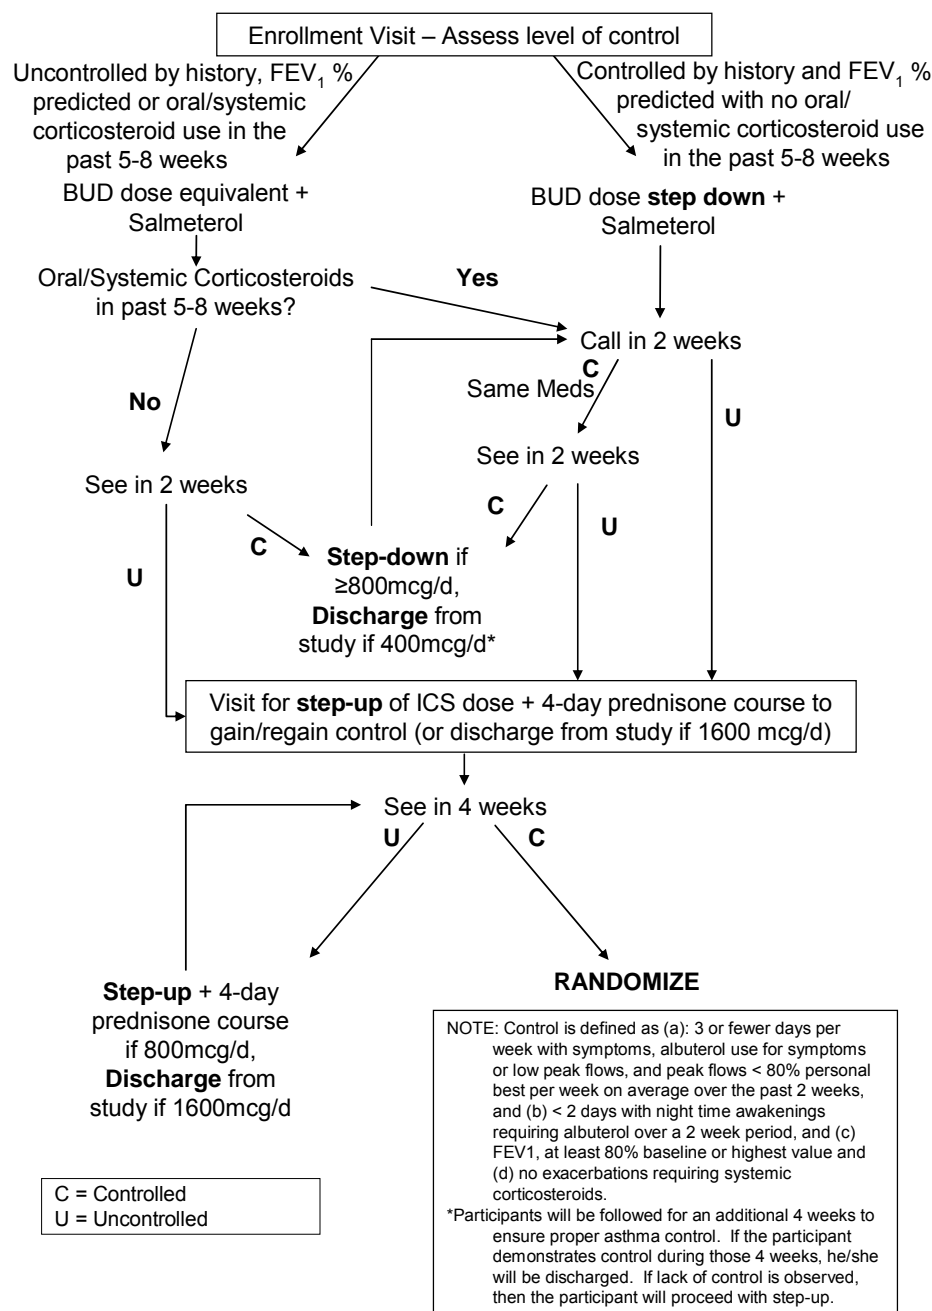 Enrollment Visit – Assess level of control
Uncontrolled by history, FEV1 %
predicted or oral/systemic
corticosteroid use in the
past 5-8 weeks
Controlled by history and FEV1 %
predicted with no oral/
systemic corticosteroid use
in the past 5-8 weeks
BUD dose equivalent +
Salmeterol
BUD dose step down +
Salmeterol
Oral/Systemic Corticosteroids
in past 5-8 weeks?
Yes
Call in 2 weeks
C
Same Meds
No
U
See in 2 weeks
See in 2 weeks
C
U
C
U
Step-down if
≥800mcg/d,
Discharge from
study if 400mcg/d*
Visit for step-up of ICS dose + 4-day prednisone course to
gain/regain control (or discharge from study if 1600 mcg/d)
See in 4 weeks
U
C
Step-up + 4-day
prednisone course
if 800mcg/d,
Discharge from
study if 1600mcg/d
RANDOMIZE
NOTE: Control is defined as (a): 3 or fewer days per
week with symptoms, albuterol use for symptoms
or low peak flows, and peak flows < 80% personal
best per week on average over the past 2 weeks,
and (b) < 2 days with night time awakenings
requiring albuterol over a 2 week period, and (c)
FEV1, at least 80% baseline or highest value and
(d) no exacerbations requiring systemic
corticosteroids.
*Participants will be followed for an additional 4 weeks to
ensure proper asthma control. If the participant
demonstrates control during those 4 weeks, he/she
will be discharged. If lack of control is observed,
then the participant will proceed with step-up.
C = Controlled
U = Uncontrolled